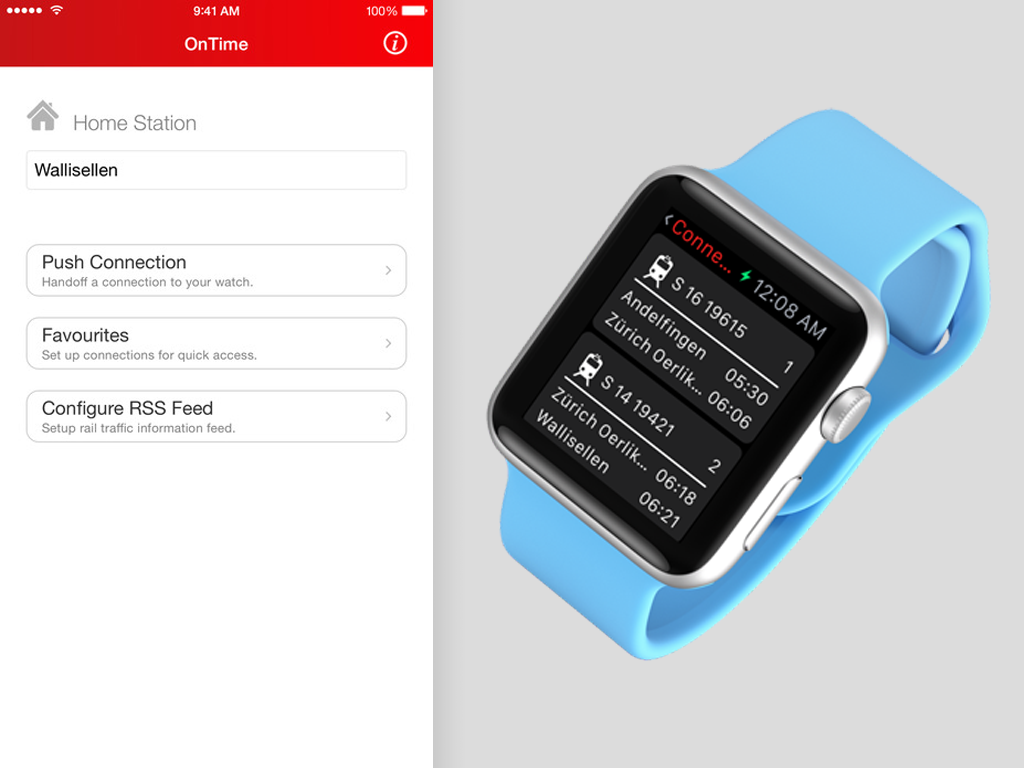 9:41 AM
100%
OnTime
i
Home Station
Wallisellen
Push Connection
Handoff a connection to your watch.
Favourites
Set up connections for quick access.
Configure RSS Feed
Setup rail traffic information feed.
Conne... 12:08 AM
S 16 19615
1
Andelfingen 05:30
Zürich Oerlik... 06:06
S 14 19421
2
Zürich Oerlik... 06:18
Wallisellen 06:21